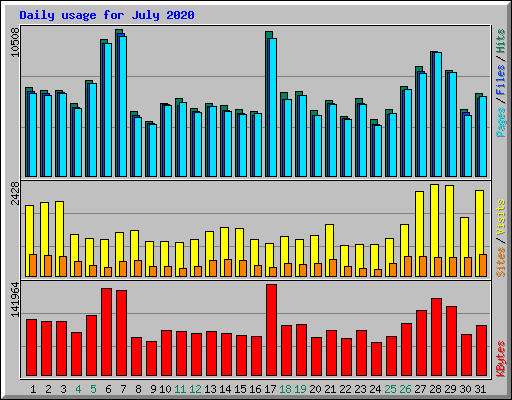 Daily usage for July 2020
10508
Pages / Files / Hits
2428
Sites / Visits
141964
KBytes
1 2 3 4 5 6 7 8 9 10 11 12 13 14 15 16 17 18 19 20 21 22 23 24 25 26 27 28 29 30 31